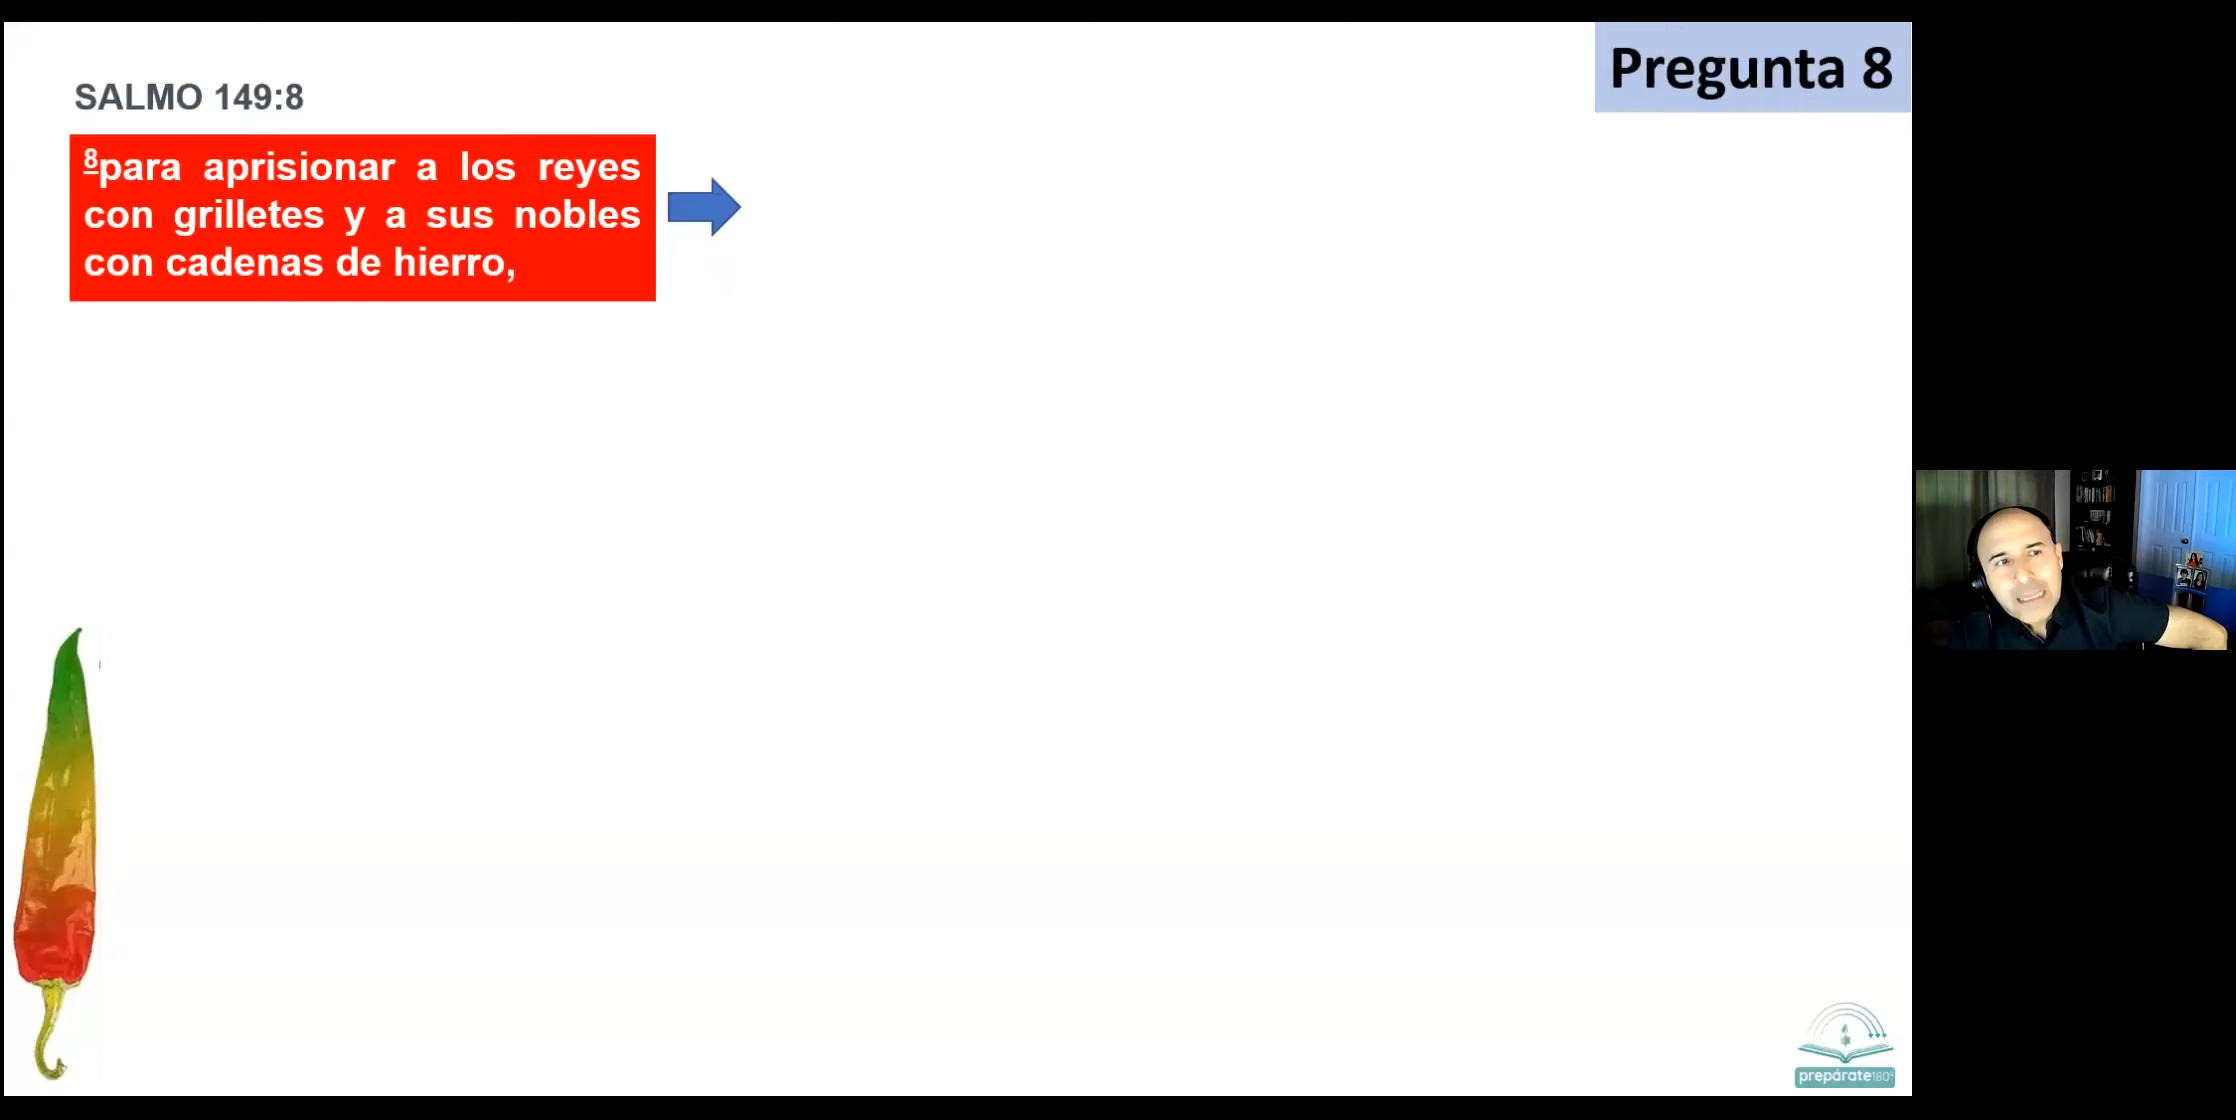 Pregunta 8
SALMO 149:8
8para aprisionar a los reyes
con grilletes y a sus nobles
con cadenas de hierro,
prepárate180°